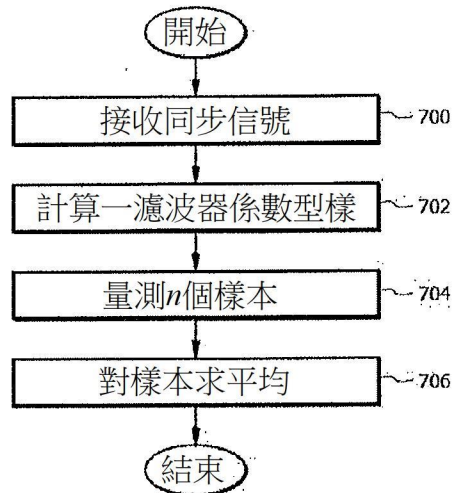 開始
接收同步信號
700
計算一濾波器係數型樣
702
量測n個樣本
704
對樣本求平均
706
結束